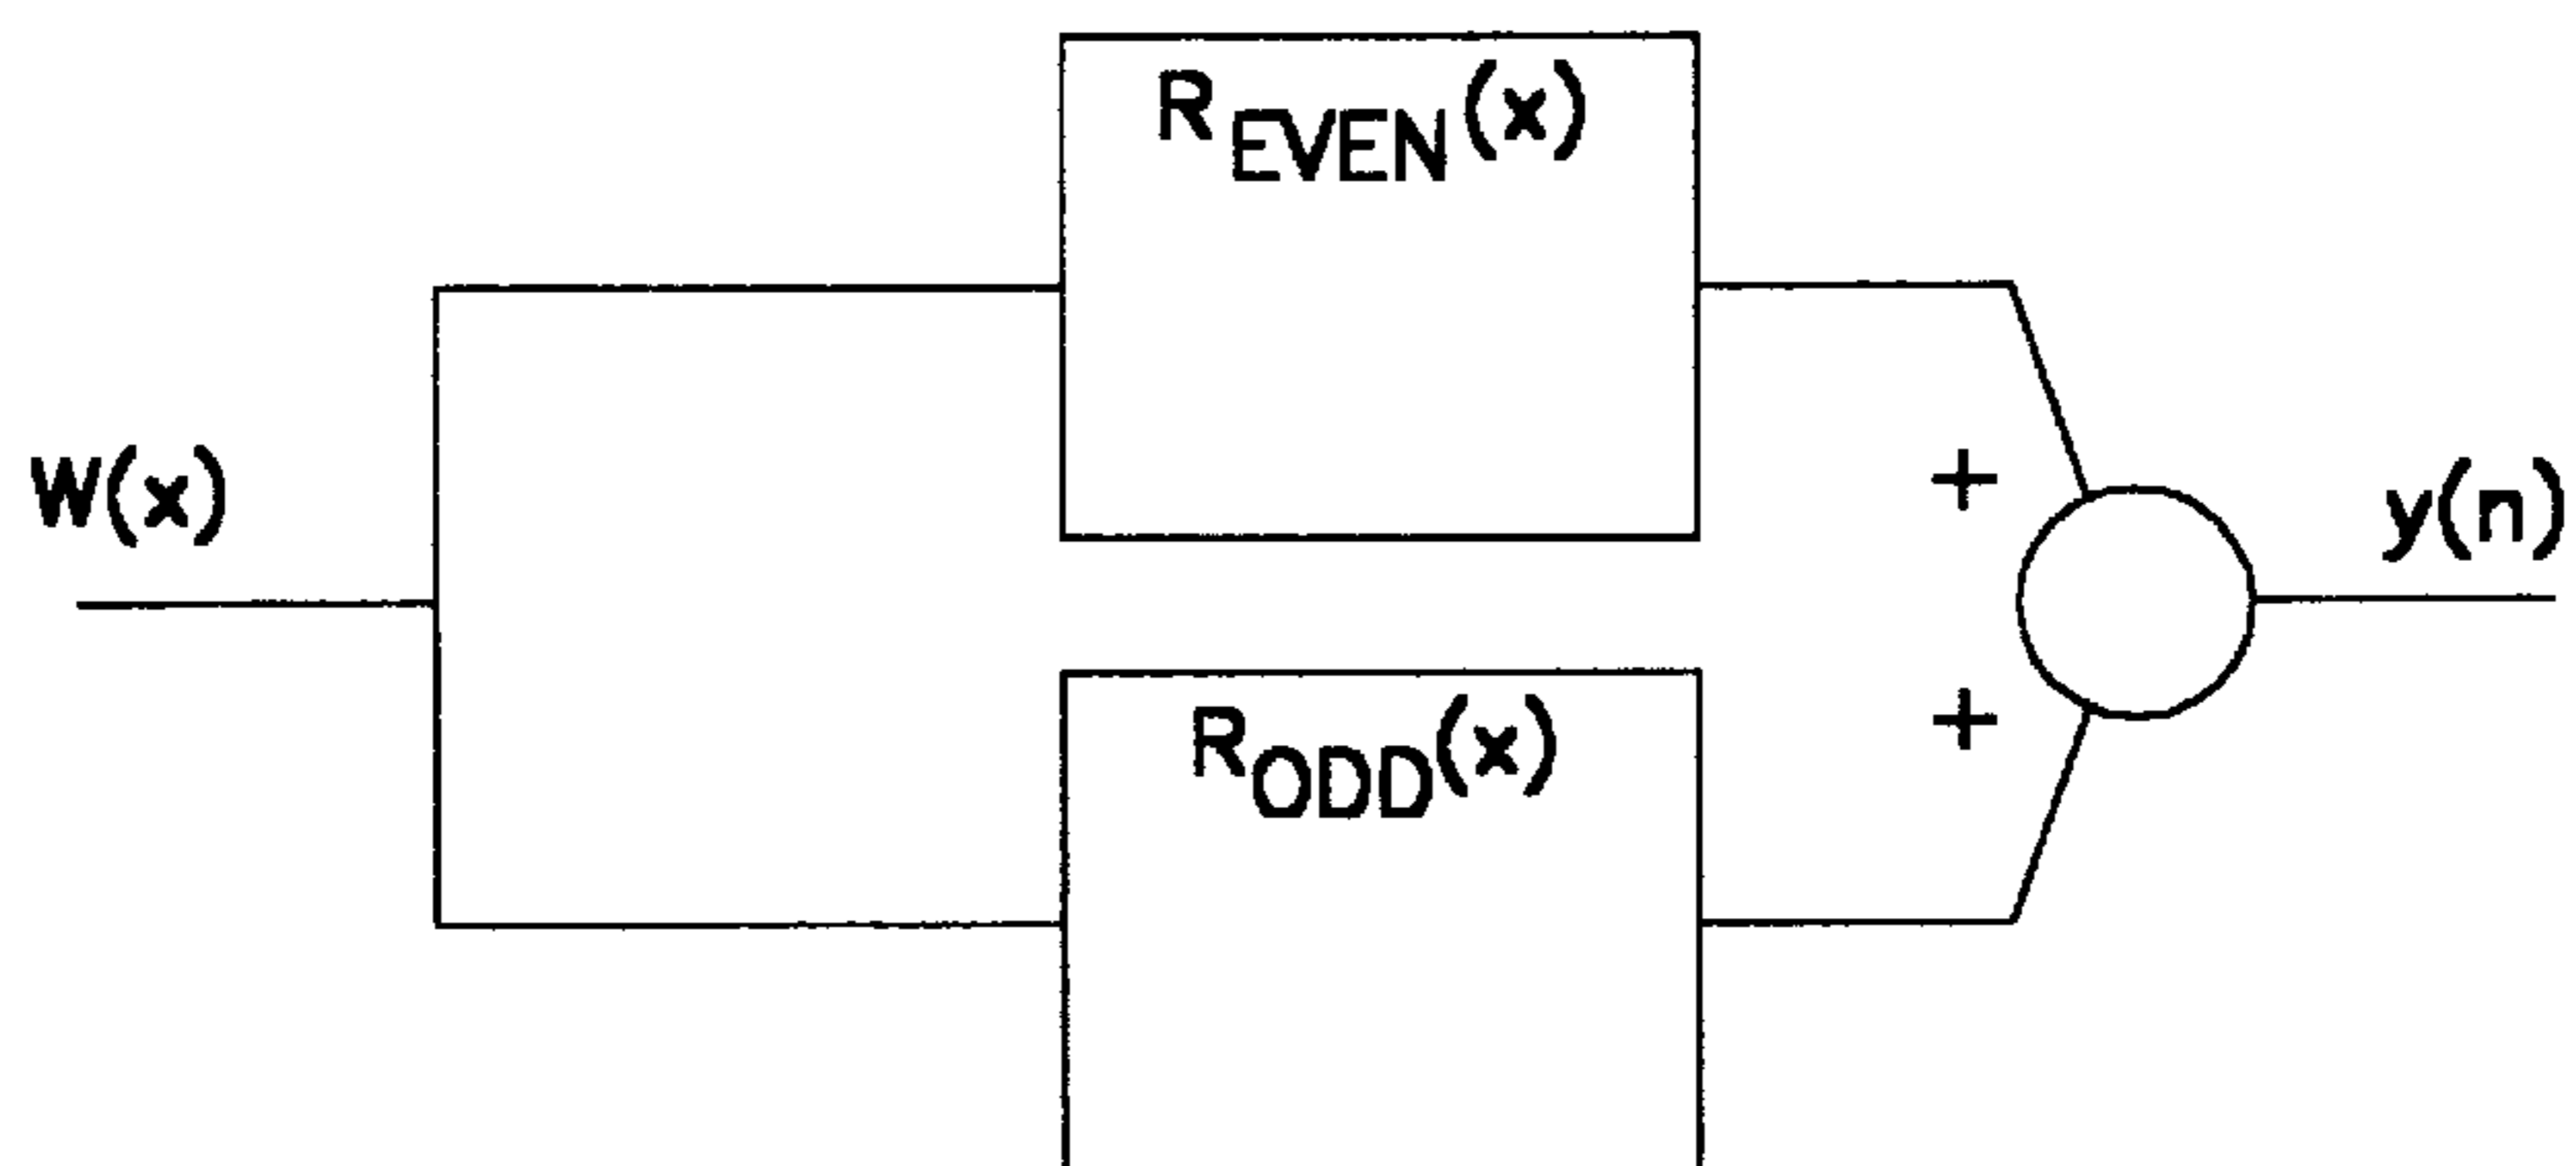 R_EVEN(x)
W(x)
+
y(n)
R_ODD(x)
+